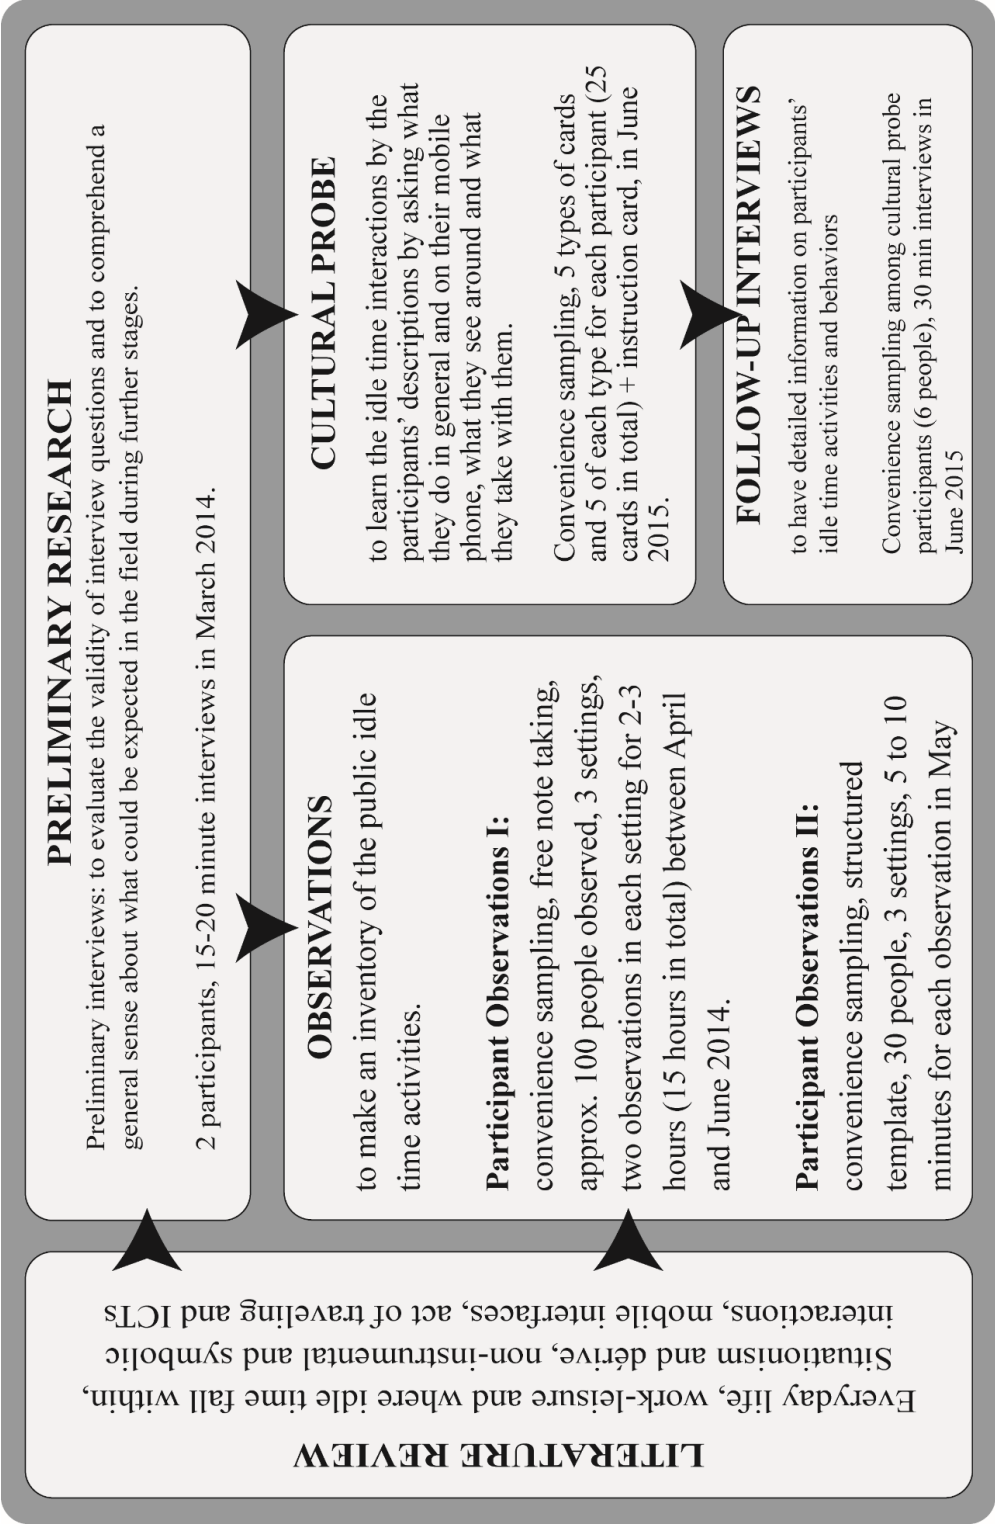 LITERATURE REVIEW
Everyday life, work-leisure and where idle time fall within,
Situationism and dérive, non-instrumental and symbolic
interactions, mobile interfaces, act of traveling and ICTs
PRELIMINARY RESEARCH
Preliminary interviews: to evaluate the validity of interview questions and to comprehend a
general sense about what could be expected in the field during further stages.
2 participants, 15-20 minute interviews in March 2014.
OBSERVATIONS
to make an inventory of the public idle
time activities.
Participant Observations I:
convenience sampling, free note taking,
approx. 100 people observed, 3 settings,
two observations in each setting for 2-3
hours (15 hours in total) between April
and June 2014.
Participant Observations II:
convenience sampling, structured
template, 30 people, 3 settings, 5 to 10
minutes for each observation in May
CULTURAL PROBE
to learn the idle time interactions by the
participants' descriptions by asking what
they do in general and on their mobile
phone, what they see around and what
they take with them.
Convenience sampling, 5 types of cards
and 5 of each type for each participant (25
cards in total) + instruction card, in June
2015.
FOLLOW-UP INTERVIEWS
to have detailed information on participants'
idle time activities and behaviors
Convenience sampling among cultural probe
participants (6 people), 30 min interviews in
June 2015